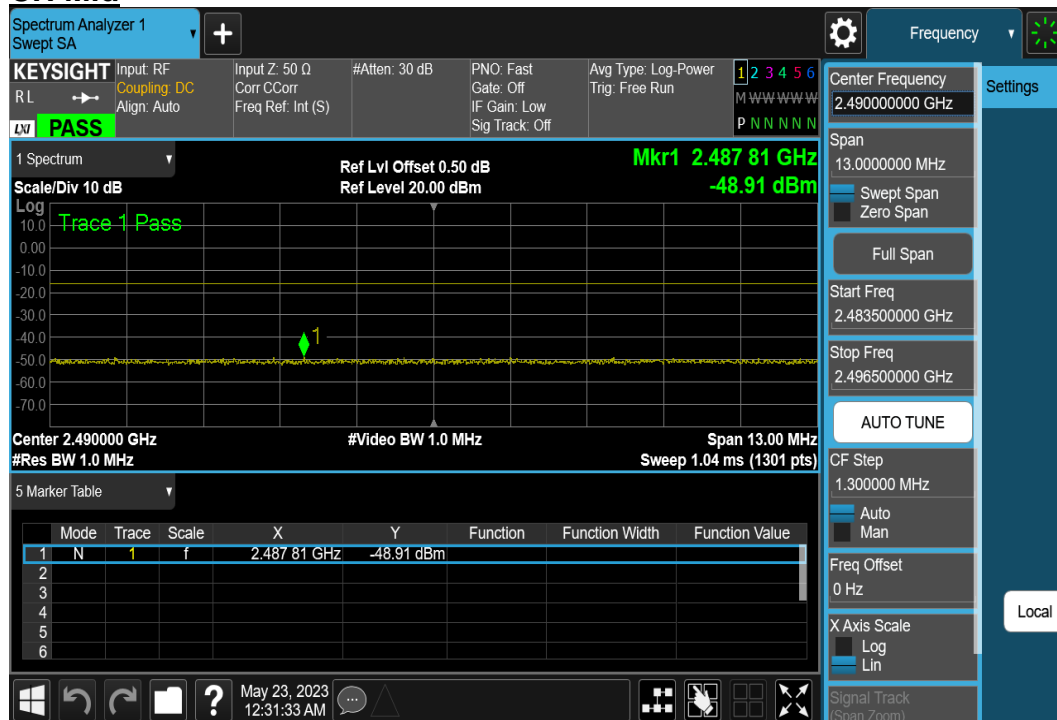 Spectrum Analyzer 1
Swept SA
Frequency
KEYSIGHT
RL
LXI PASS
Input: RF
Coupling: DC
Align: Auto
Input Z: 50 Ω
Corr CCorr
Freq Ref: Int (S)
#Atten: 30 dB
PNO: Fast
Gate: Off
IF Gain: Low
Sig Track: Off
Avg Type: Log-Power
Trig: Free Run
1 2 3 4 5 6
M W W W W W
P N N N N N
1 Spectrum
Scale/Div 10 dB
Ref Lvl Offset 0.50 dB
Ref Level 20.00 dBm
Mkr1 2.487 81 GHz
-48.91 dBm
Log
Trace 1 Pass
10.0
0.00
-10.0
-20.0
-30.0
-40.0
1
-50.0
-60.0
-70.0
Center 2.490000 GHz
#Video BW 1.0 MHz
Span 13.00 MHz
#Res BW 1.0 MHz
Sweep 1.04 ms (1301 pts)
5 Marker Table
Mode Trace Scale X Y Function Function Width Function Value
1 N 1 f 2.487 81 GHz -48.91 dBm
2
3
4
5
6
May 23, 2023
12:31:33 AM
Center Frequency
2.490000000 GHz
Settings
Span
13.0000000 MHz
Swept Span
Zero Span
Full Span
Start Freq
2.483500000 GHz
Stop Freq
2.496500000 GHz
AUTO TUNE
CF Step
1.300000 MHz
Auto
Man
Freq Offset
0 Hz
Local
X Axis Scale
Log
Lin
Signal Track
(Span Zoom)